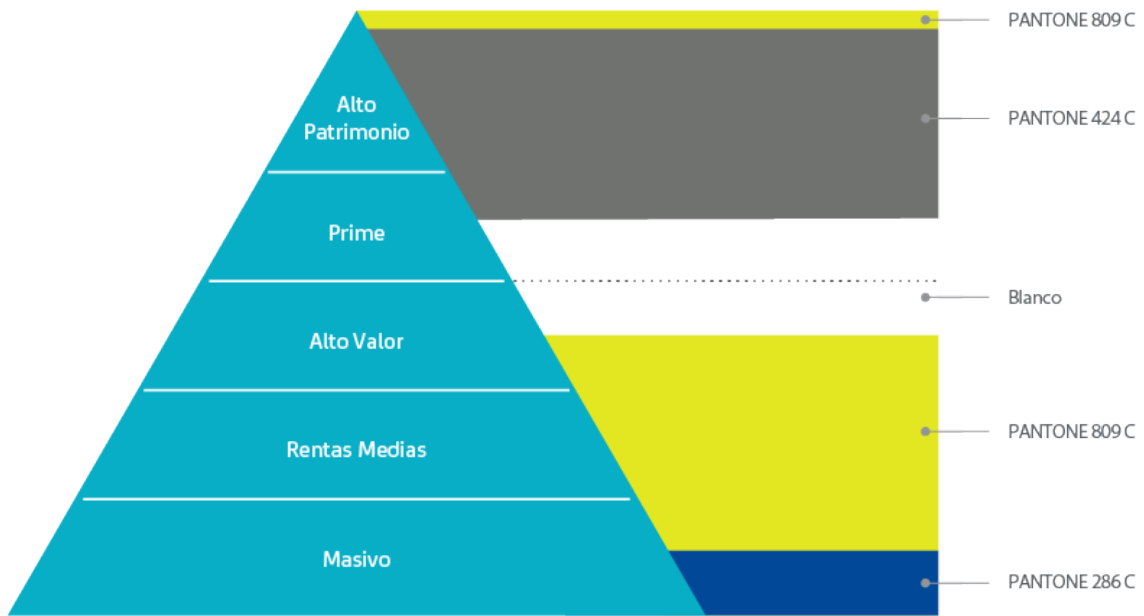 PANTONE 809 C
Alto
Patrimonio
PANTONE 424 C
Prime
Blanco
Alto Valor
PANTONE 809 C
Rentas Medias
Masivo
PANTONE 286 C